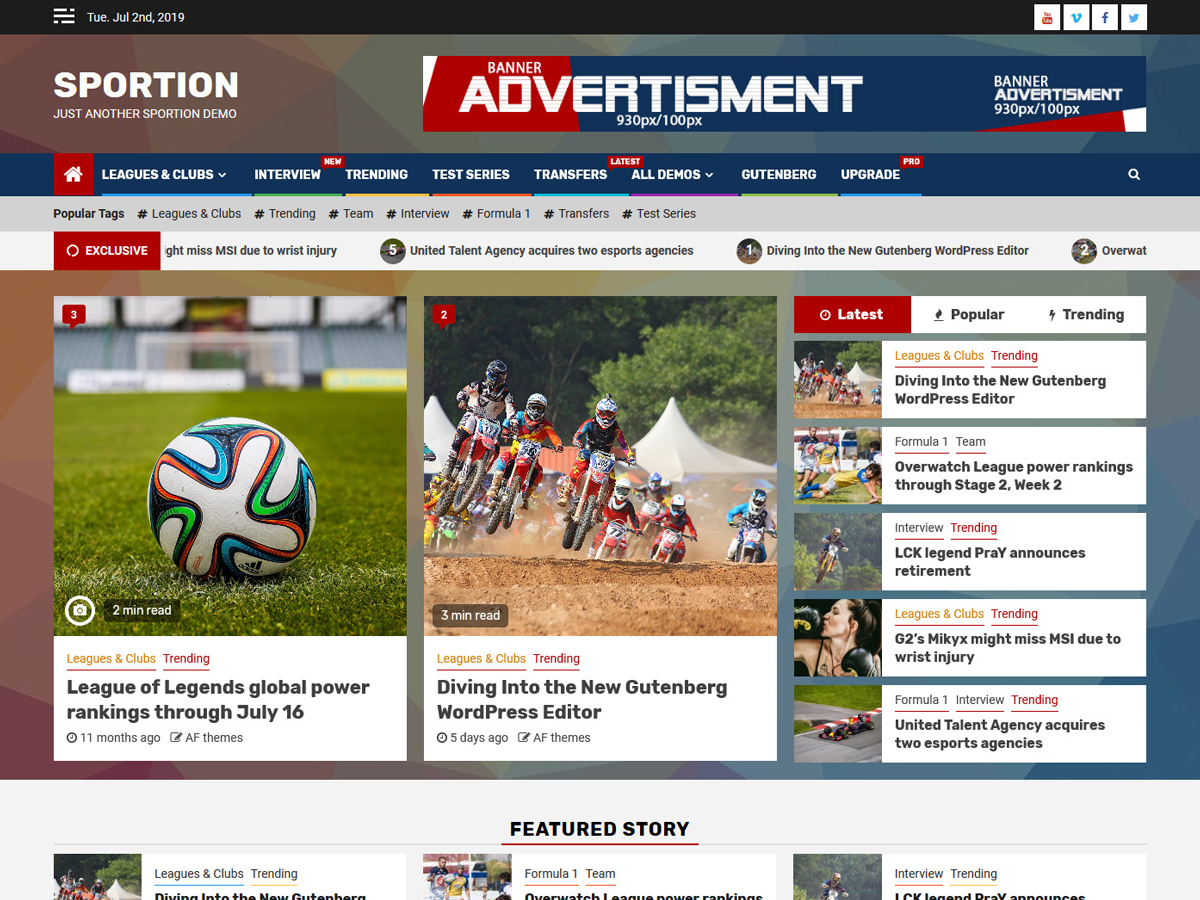 Tue. Jul 2nd, 2019
You
Tube
SPORTION
JUST ANOTHER SPORTION DEMO
BANNER
ADVERTISMENT
930px/100px
BANNER
ADVERTISMENT
930px/100px
NEW
LATEST
PRO
LEAGUES & CLUBS
INTERVIEW
TRENDING
TEST SERIES
TRANSFERS
ALL DEMOS
GUTENBERG
UPGRADE
Popular Tags
# Leagues & Clubs
# Trending
# Team
# Interview
# Formula 1
# Transfers
# Test Series
EXCLUSIVE
ght miss MSI due to wrist injury
5
United Talent Agency acquires two esports agencies
1
Diving Into the New Gutenberg WordPress Editor
2
Overwat
3
2 min read
Leagues & Clubs Trending
League of Legends global power
rankings through July 16
11 months ago AF themes
2
3 min read
Leagues & Clubs Trending
Diving Into the New Gutenberg
WordPress Editor
5 days ago AF themes
Latest
Popular
Trending
Leagues & Clubs Trending
Diving Into the New Gutenberg
WordPress Editor
Formula 1 Team
Overwatch League power rankings
through Stage 2, Week 2
Interview Trending
LCK legend PraY announces
retirement
Leagues & Clubs Trending
G2’s Mikyx might miss MSI due to
wrist injury
Formula 1 Interview Trending
United Talent Agency acquires
two esports agencies
FEATURED STORY
Leagues & Clubs Trending
Diving Into the New Gutenberg
Formula 1 Team
Overwatch League power rankings
Interview Trending
LCK legend PraY announces